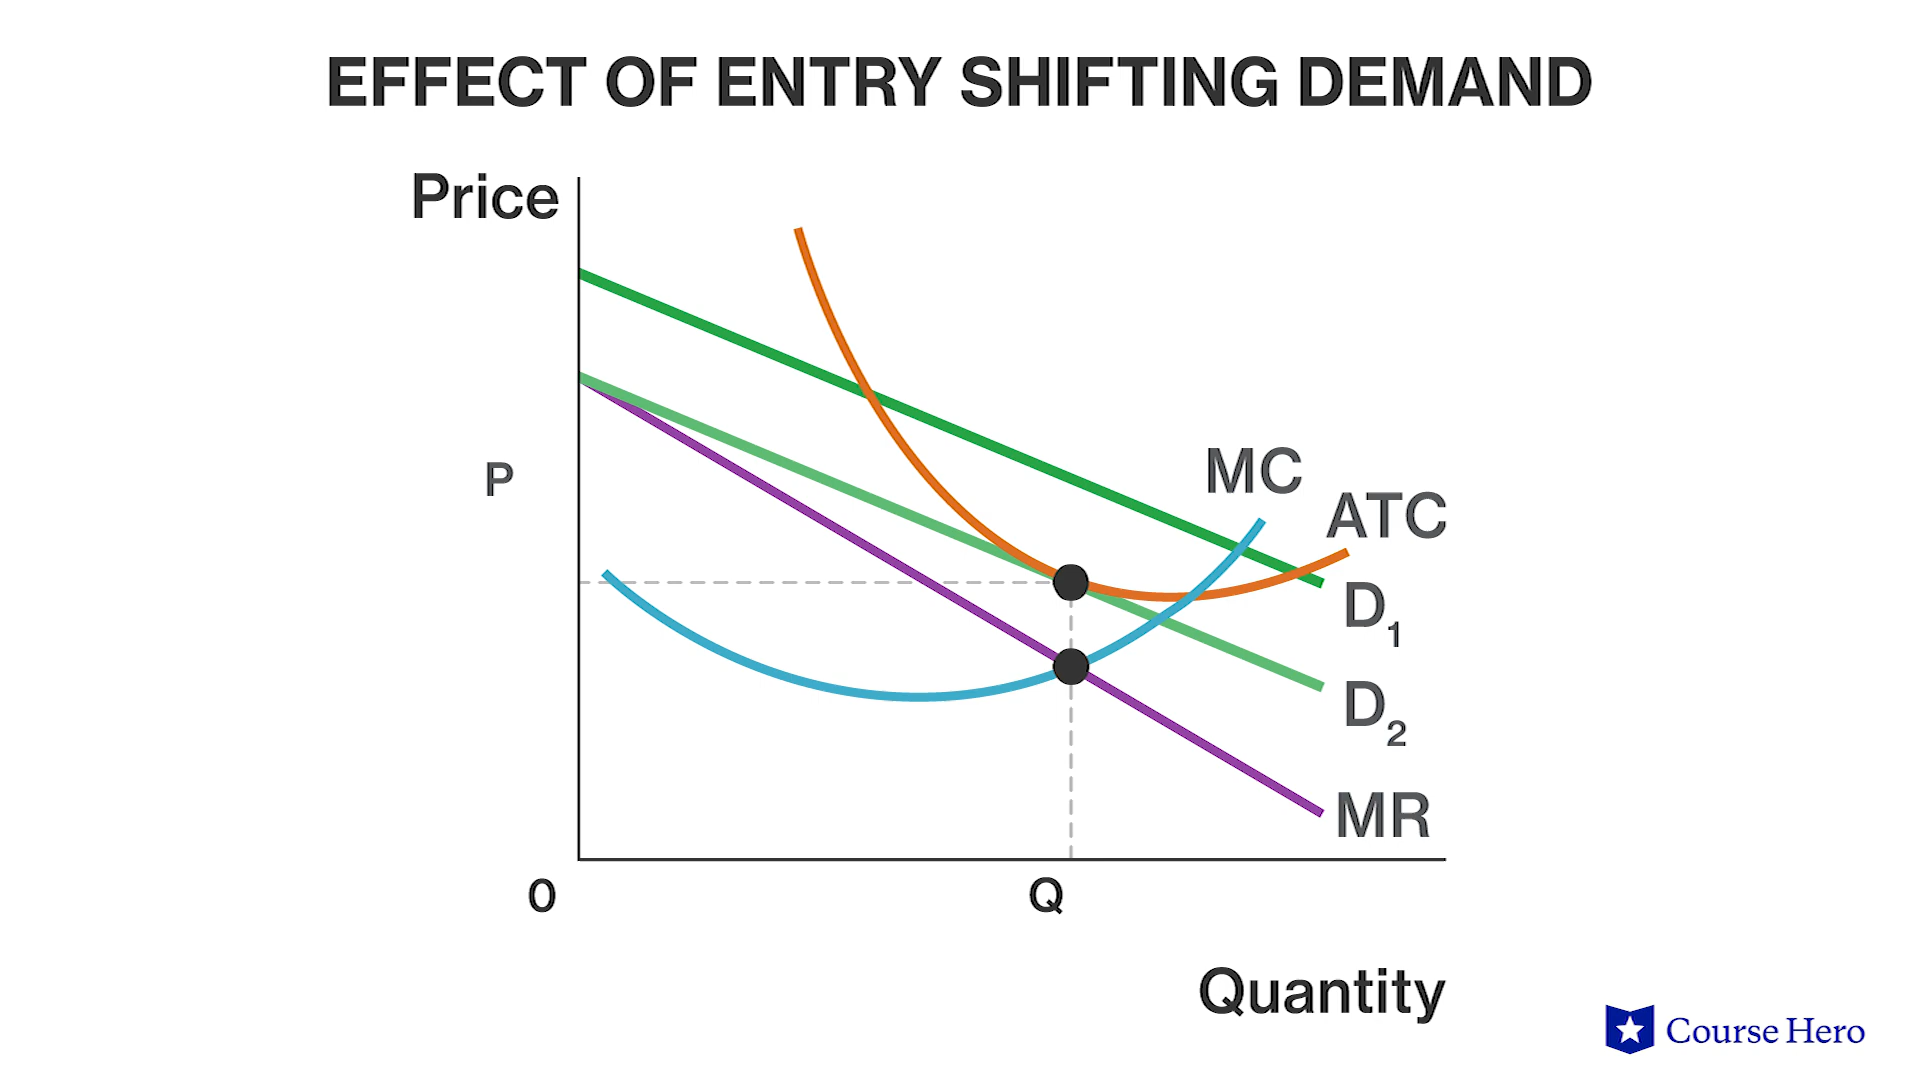 EFFECT OF ENTRY SHIFTING DEMAND
Price
MC
P
ATC
D1
D2
MR
0
Q
Quantity
Course Hero